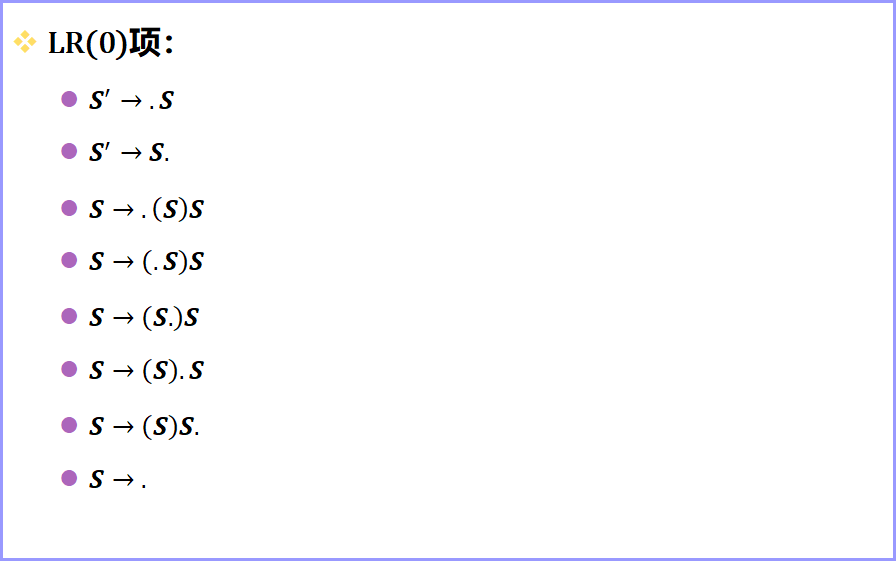 LR(0)项：
S′ → .S
S′ → S.
S → .(S)S
S → (.S)S
S → (S.)S
S → (S).S
S → (S)S.
S → .